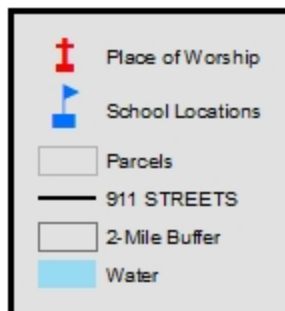 Place of Worship
School Locations
Parcels
911 STREETS
2-Mile Buffer
Water